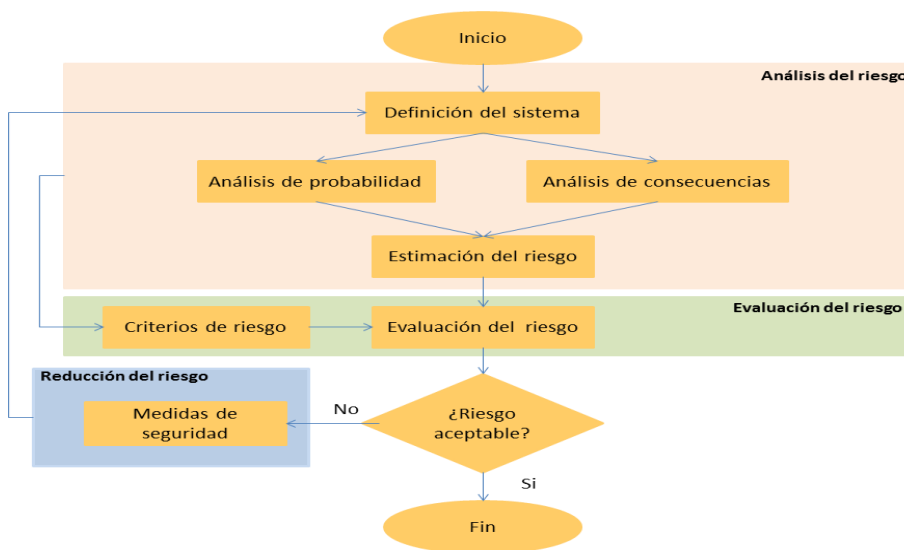 Inicio
Análisis del riesgo
Definición del sistema
Análisis de probabilidad
Análisis de consecuencias
Estimación del riesgo
Evaluación del riesgo
Criterios de riesgo
Evaluación del riesgo
Reducción del riesgo
Medidas de
seguridad
No
¿Riesgo
aceptable?
Si
Fin